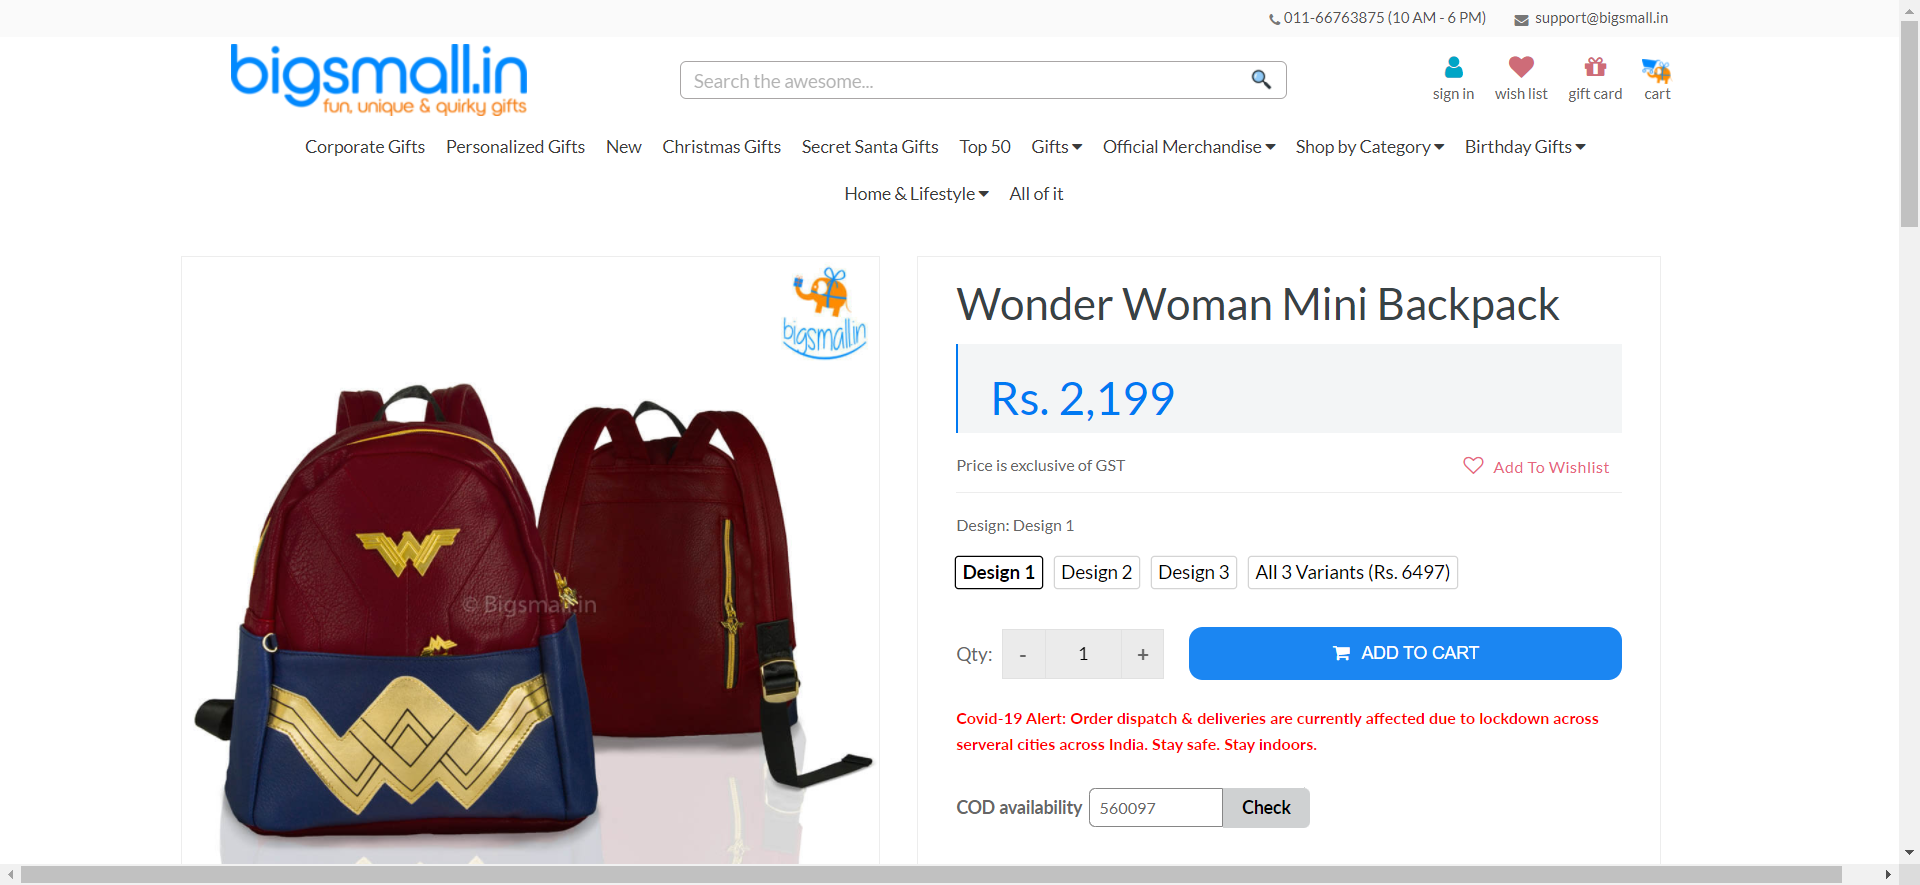 011-66763875 (10 AM - 6 PM) support@bigsmall.in
bigsmall.in
fun, unique & quirky gifts
Search the awesome...
sign in wish list gift card cart
Corporate Gifts Personalized Gifts New Christmas Gifts Secret Santa Gifts Top 50 Gifts Official Merchandise Shop by Category Birthday Gifts
Home & Lifestyle All of it
bigsmall.in
© Bigsmall.in
Wonder Woman Mini Backpack
Rs. 2,199
Price is exclusive of GST Add To Wishlist
Design: Design 1
Design 1 Design 2 Design 3 All 3 Variants (Rs. 6497)
Qty: - 1 + ADD TO CART
Covid-19 Alert: Order dispatch & deliveries are currently affected due to lockdown across
serveral cities across India. Stay safe. Stay indoors.
COD availability 560097 Check